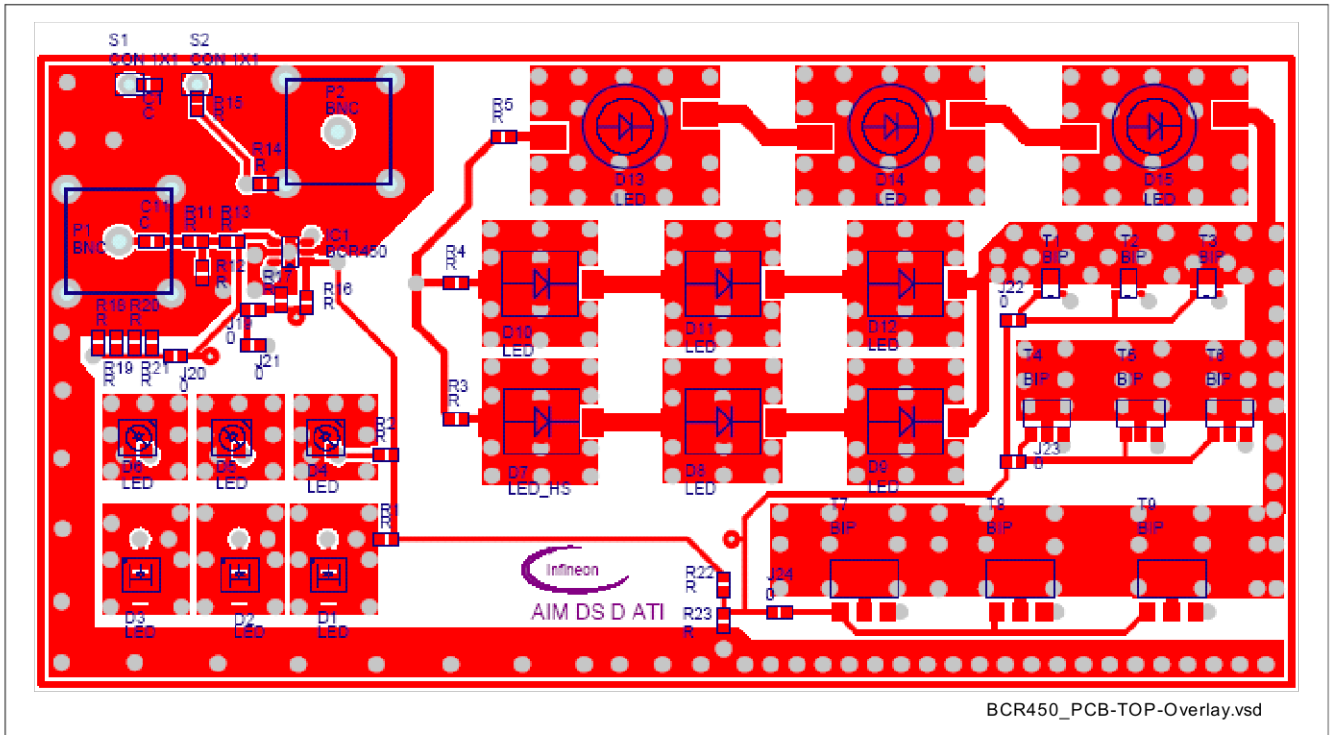 S1
CON 1X1
S2
CON 1X1
C1
C
R15
R
P2
BNC
R14
R
P1
BNC
C11
C
R11
R
R13
R
R12
R
IC1
BCR450
R17
R
R16
R
R18
R
R20
R
R19
R
R21
R
J19
0
J20
0
J21
0
R5
R
D13
LED
D14
LED
D15
LED
R4
R
D10
LED
D11
LED
D12
LED
R3
R
D7
LED_HS
D8
LED
D9
LED
T1
BIP
T2
BIP
T3
BIP
J22
0
T4
BIP
T5
BIP
T6
BIP
J23
0
T7
BIP
T8
BIP
T9
BIP
J24
0
R22
R
R23
R
D6
LED
D5
LED
D4
LED
R2
R
D3
LED
D2
LED
D1
LED
R1
R
Infineon
AIM DS D ATI
BCR450_PCB-TOP-Overlay.vsd